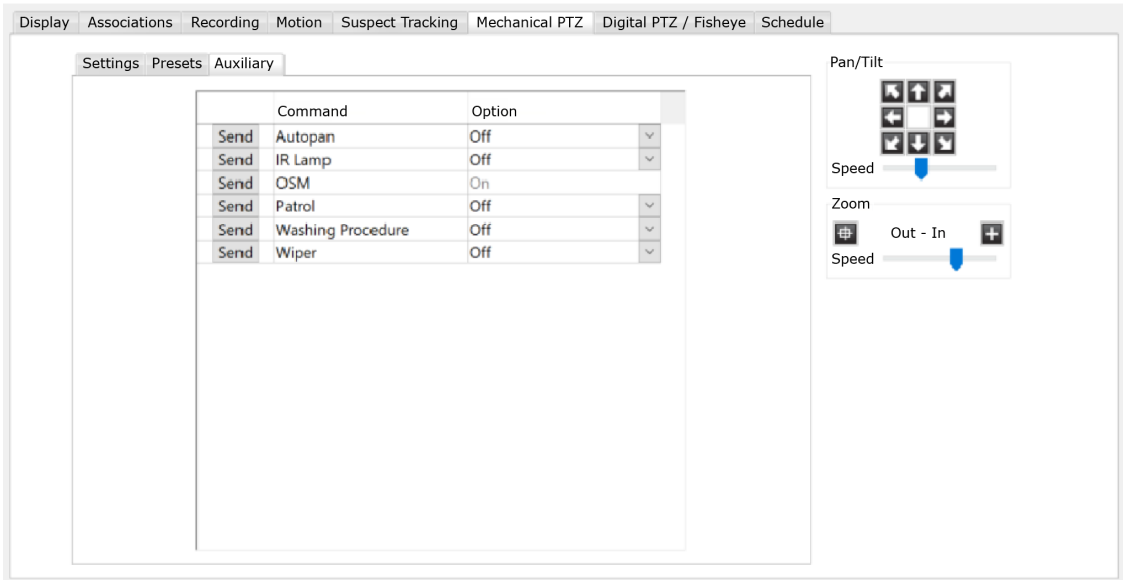 Display Associations Recording Motion Suspect Tracking Mechanical PTZ Digital PTZ / Fisheye Schedule
Settings Presets Auxiliary
Command Option
Send Autopan Off
Send IR Lamp Off
Send OSM On
Send Patrol Off
Send Washing Procedure Off
Send Wiper Off
Pan/Tilt
Speed
Zoom
Out - In
Speed